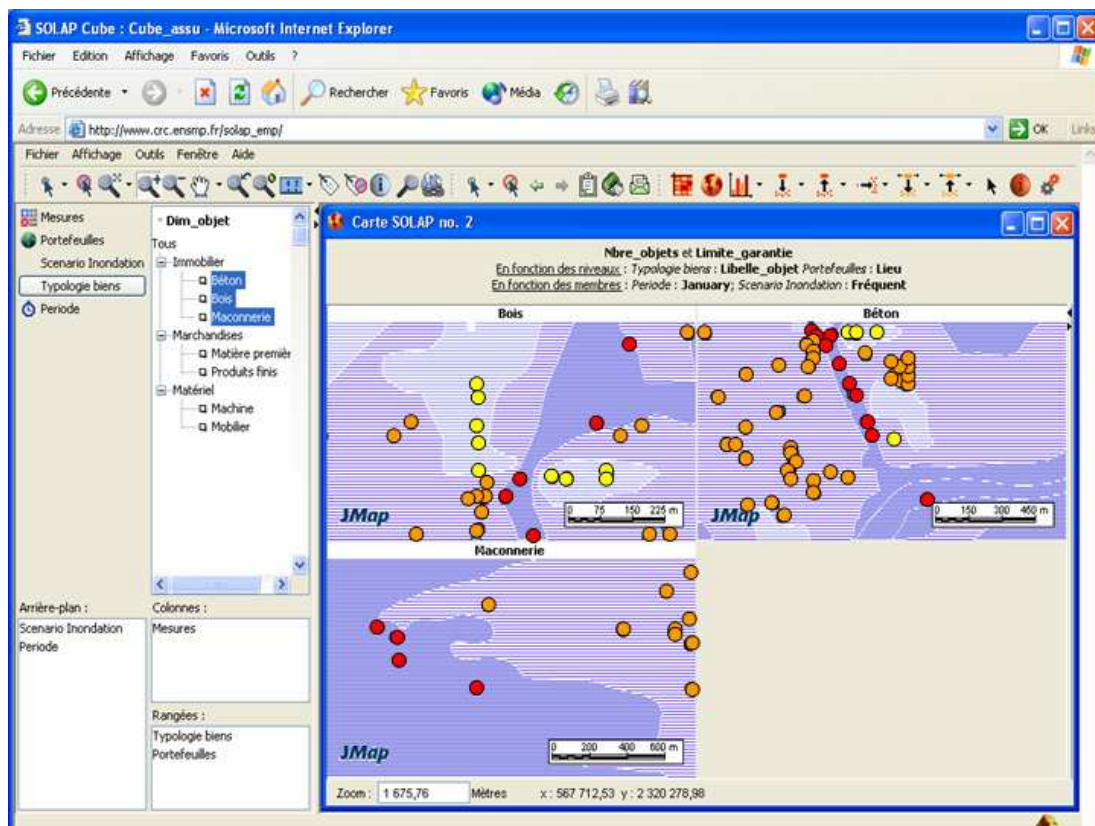 SOLAP Cube : Cube_assu - Microsoft Internet Explorer
Fichier Edition Affichage Favoris Outils ?
Précédente Rechercher Favoris Média
Adresse http://www.crc.ensmp.fr/solap_emp/ OK Links
Fichier Affichage Outils Fenêtre Aide
Mesures
Portefeuilles
Scenario Inondation
Typologie biens
Periode
Dim_objet
Tous
Immobilier
Béton
Bois
Maconnerie
Marchandises
Matière premièr
Produits finis
Matériel
Machine
Mobilier
Arrière-plan :
Scenario Inondation
Periode
Colonnes :
Mesures
Rangées :
Typologie biens
Portefeuilles
Carte SOLAP no. 2
Nbre_objets et Limite_garantie
En fonction des niveaux : Typologie biens : Libelle_objet Portefeuilles : Lieu
En fonction des membres : Periode : January; Scenario Inondation : Fréquent
Bois Béton
0 75 150 225 m
JMap
0 150 300 450 m
JMap
Maconnerie
0 200 400 600 m
JMap
Zoom : 1 675,76 Mètres x : 567 712,53 y : 2 320 278,98